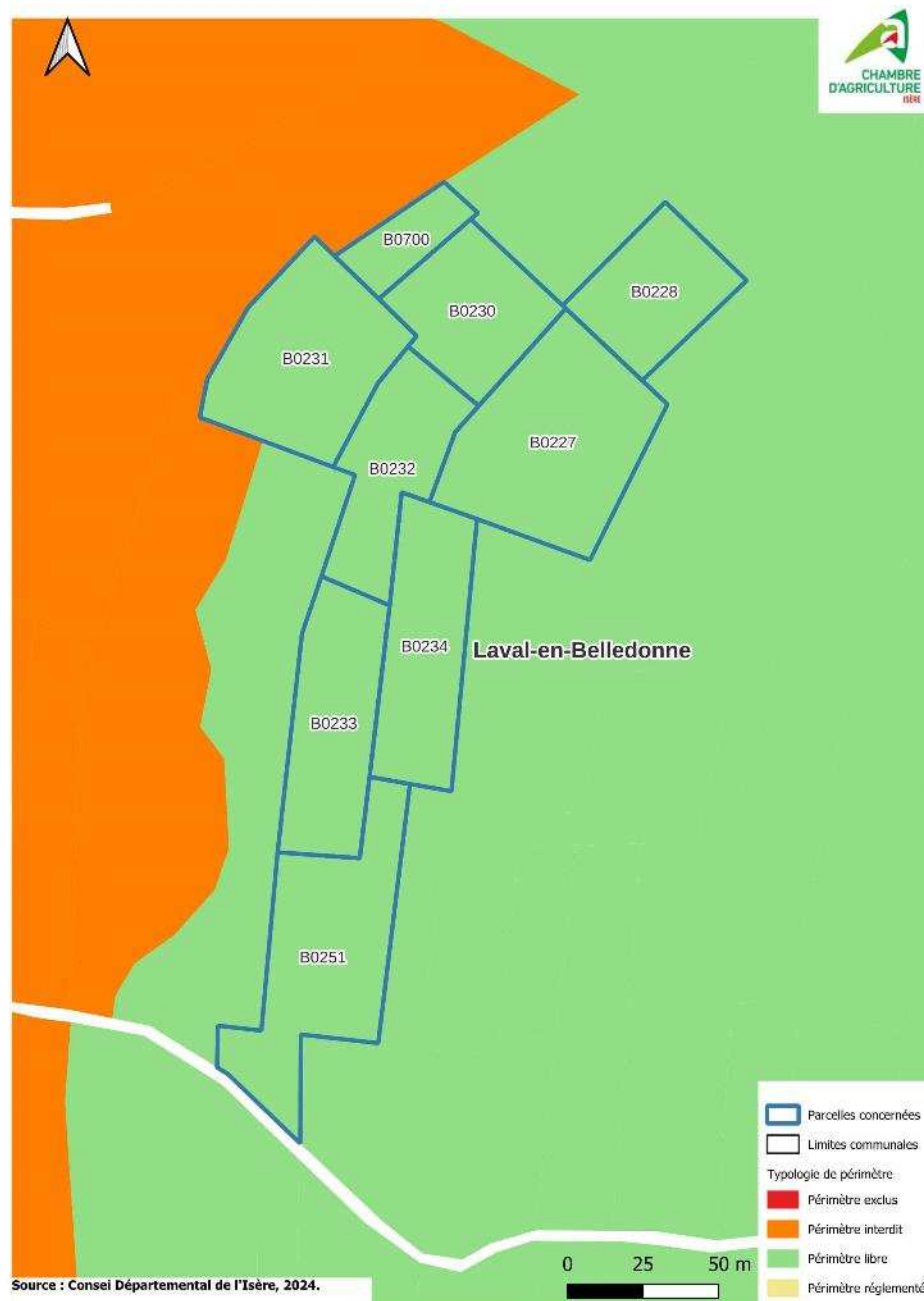 CHAMBRE
D'AGRICULTURE
ISÈRE
B0700
B0228
B0230
B0231
B0227
B0232
B0234
Laval-en-Belledonne
B0233
B0251
Parcelles concernées
Limites communales
Typologie de périmètre
Périmètre exclus
Périmètre interdit
Périmètre libre
Périmètre réglementé
0 25 50 m
Source : Consei Départemental de l'Isère, 2024.